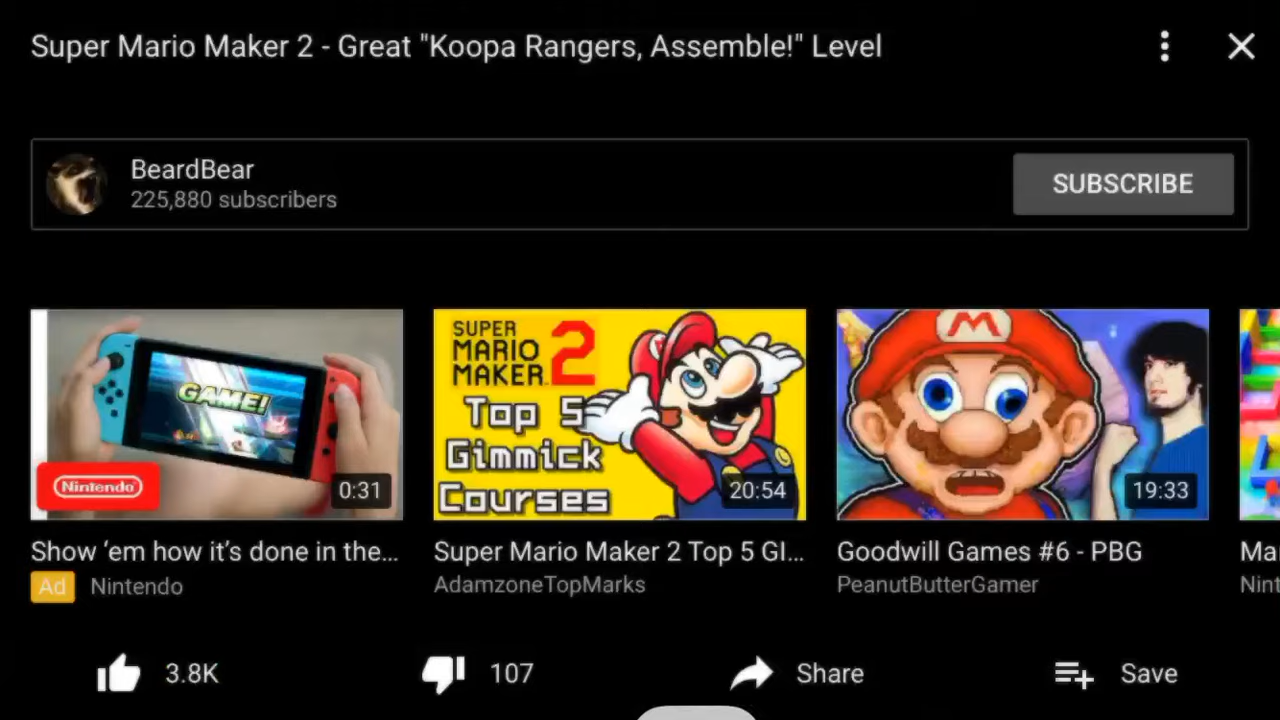 Super Mario Maker 2 - Great "Koopa Rangers, Assemble!" Level
BeardBear
225,880 subscribers
SUBSCRIBE
GAME!
Nintendo
0:31
SUPER
MARIO
MAKER 2
Top 5
Gimmick
Courses
20:54
M
19:33
Show ‘em how it’s done in the...
Ad Nintendo
Super Mario Maker 2 Top 5 GI...
AdamzoneTopMarks
Goodwill Games #6 - PBG
PeanutButterGamer
Ma
Nint
3.8K
107
Share
Save